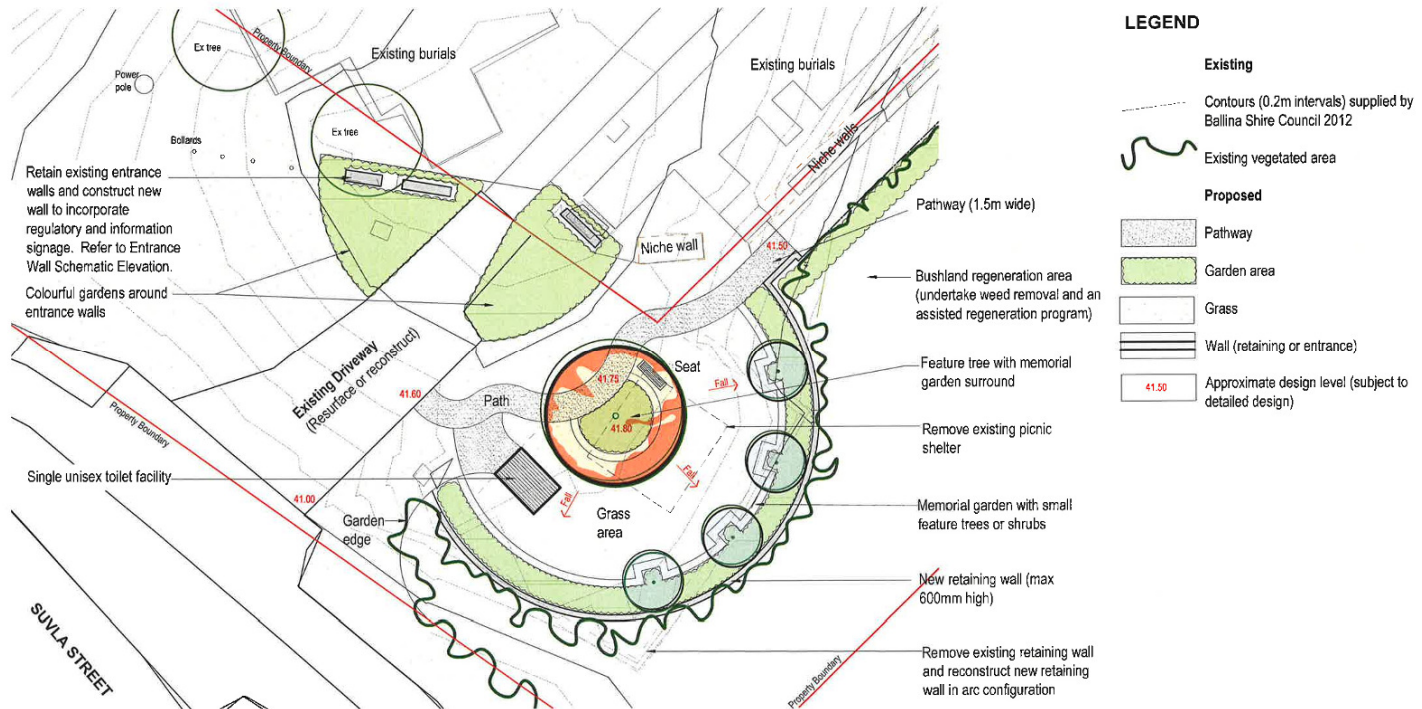 Ex tree
Property Boundary
Existing burials
Power
pole
Ex tree
Bollards
Existing burials
Niche walls
Retain existing entrance
walls and construct new
wall to incorporate
regulatory and information
signage. Refer to Entrance
Wall Schematic Elevation.
Colourful gardens around
entrance walls
Niche wall
41.50
Pathway (1.5m wide)
Bushland regeneration area
(undertake weed removal and an
assisted regeneration program)
Existing Driveway
(Resurface or reconstruct)
Property Boundary
41.60
Path
41.75
Seat
41.80
Fall
Feature tree with memorial
garden surround
Remove existing picnic
shelter
Single unisex toilet facility
41.00
Fall
Fall
Garden
edge
Grass
area
Memorial garden with small
feature trees or shrubs
New retaining wall (max
600mm high)
Remove existing retaining wall
and reconstruct new retaining
wall in arc configuration
Property Boundary
SUVLA STREET
LEGEND
Existing
Contours (0.2m intervals) supplied by
Ballina Shire Council 2012
Existing vegetated area
Proposed
Pathway
Garden area
Grass
Wall (retaining or entrance)
41.50
Approximate design level (subject to
detailed design)